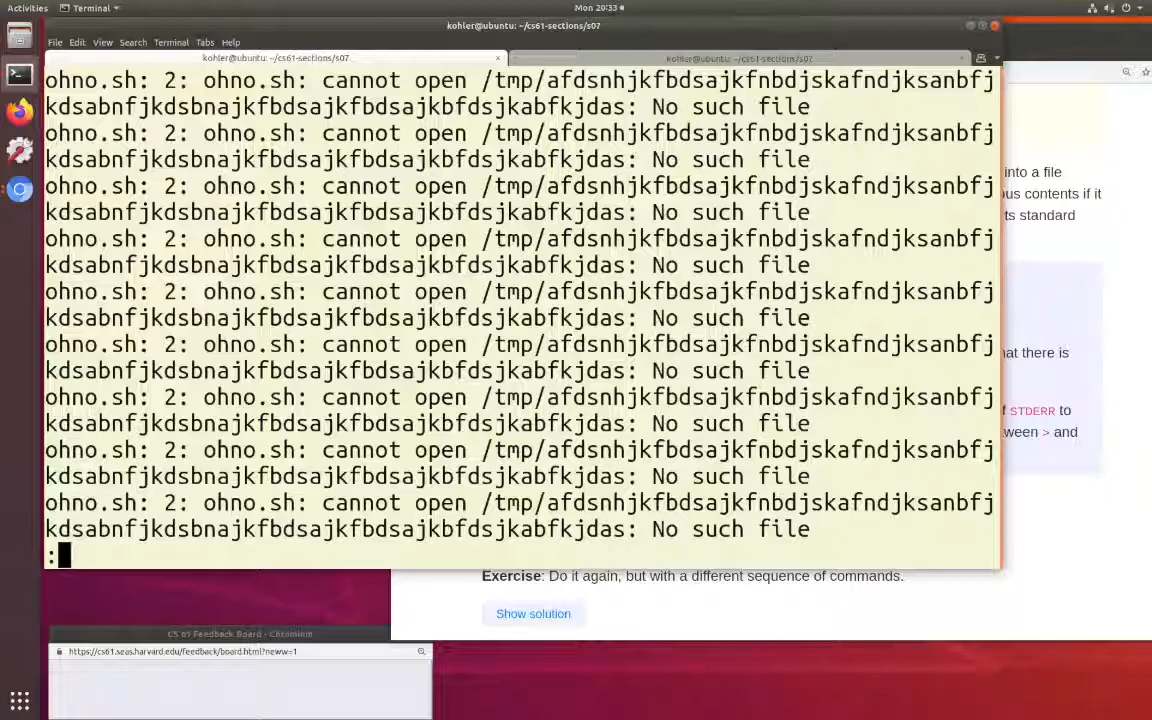 Activities Terminal Mon 20:33
kohler@ubuntu: ~/cs61-sections/s07
File Edit View Search Terminal Tabs Help
kohler@ubuntu: ~/cs61-sections/s07 × kohler@ubuntu: ~/cs61-sections/s07 ×
ohno.sh: 2: ohno.sh: cannot open /tmp/afdsnhjkfbdsajkfnbdjskafndjksanbfj
kdsabnfjkdsbnajkfbdsajkfbdsajkbfdsjkabfkjdas: No such file
ohno.sh: 2: ohno.sh: cannot open /tmp/afdsnhjkfbdsajkfnbdjskafndjksanbfj
kdsabnfjkdsbnajkfbdsajkfbdsajkbfdsjkabfkjdas: No such file
ohno.sh: 2: ohno.sh: cannot open /tmp/afdsnhjkfbdsajkfnbdjskafndjksanbfj
kdsabnfjkdsbnajkfbdsajkfbdsajkbfdsjkabfkjdas: No such file
ohno.sh: 2: ohno.sh: cannot open /tmp/afdsnhjkfbdsajkfnbdjskafndjksanbfj
kdsabnfjkdsbnajkfbdsajkfbdsajkbfdsjkabfkjdas: No such file
ohno.sh: 2: ohno.sh: cannot open /tmp/afdsnhjkfbdsajkfnbdjskafndjksanbfj
kdsabnfjkdsbnajkfbdsajkfbdsajkbfdsjkabfkjdas: No such file
ohno.sh: 2: ohno.sh: cannot open /tmp/afdsnhjkfbdsajkfnbdjskafndjksanbfj
kdsabnfjkdsbnajkfbdsajkfbdsajkbfdsjkabfkjdas: No such file
ohno.sh: 2: ohno.sh: cannot open /tmp/afdsnhjkfbdsajkfnbdjskafndjksanbfj
kdsabnfjkdsbnajkfbdsajkfbdsajkbfdsjkabfkjdas: No such file
ohno.sh: 2: ohno.sh: cannot open /tmp/afdsnhjkfbdsajkfnbdjskafndjksanbfj
kdsabnfjkdsbnajkfbdsajkfbdsajkbfdsjkabfkjdas: No such file
ohno.sh: 2: ohno.sh: cannot open /tmp/afdsnhjkfbdsajkfnbdjskafndjksanbfj
kdsabnfjkdsbnajkfbdsajkfbdsajkbfdsjkabfkjdas: No such file
:
into a file
ous contents if it
ts standard
hat there is
f STDERR to
ween > and
Exercise: Do it again, but with a different sequence of commands.
Show solution
CS 61 Feedback Board - Chromium
https://cs61.seas.harvard.edu/feedback/board.html?neww=1